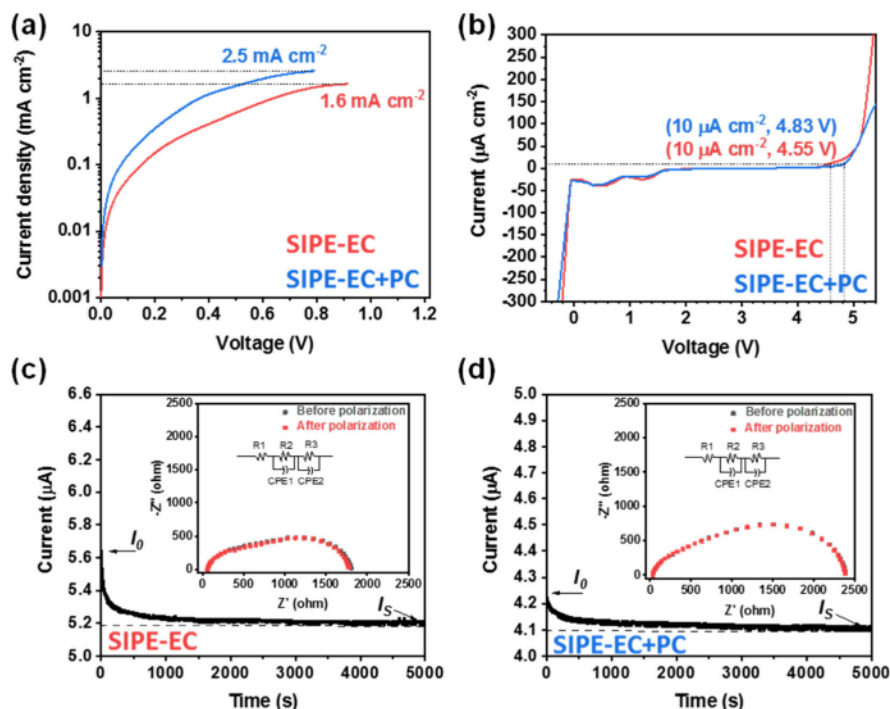 (a)
Current density (mA cm⁻²)
10
1
0.1
0.01
0.001
2.5 mA cm⁻²
1.6 mA cm⁻²
SIPE-EC
SIPE-EC+PC
0.0 0.2 0.4 0.6 0.8 1.0 1.2
Voltage (V)
(b)
Current (µA cm⁻²)
300
250
200
150
100
50
0
-50
-100
-150
-200
-250
-300
(10 µA cm⁻², 4.83 V)
(10 µA cm⁻², 4.55 V)
SIPE-EC
SIPE-EC+PC
0 1 2 3 4 5
Voltage (V)
(c)
Current (µA)
6.6
6.4
6.2
6.0
5.8
5.6
5.4
5.2
5.0
I₀
Iₛ
SIPE-EC
0 1000 2000 3000 4000 5000
Time (s)
-Z'' (ohm)
2500
2000
1500
1000
500
0
Before polarization
After polarization
R1 R2 R3
CPE1 CPE2
0 500 1000 1500 2000 2500
Z' (ohm)
(d)
Current (µA)
5.0
4.9
4.8
4.7
4.6
4.5
4.4
4.3
4.2
4.1
4.0
I₀
Iₛ
SIPE-EC+PC
0 1000 2000 3000 4000 5000
Time (s)
-Z'' (ohm)
2500
2000
1500
1000
500
0
Before polarization
After polarization
R1 R2 R3
CPE1 CPE2
0 500 1000 1500 2000 2500
Z' (ohm)